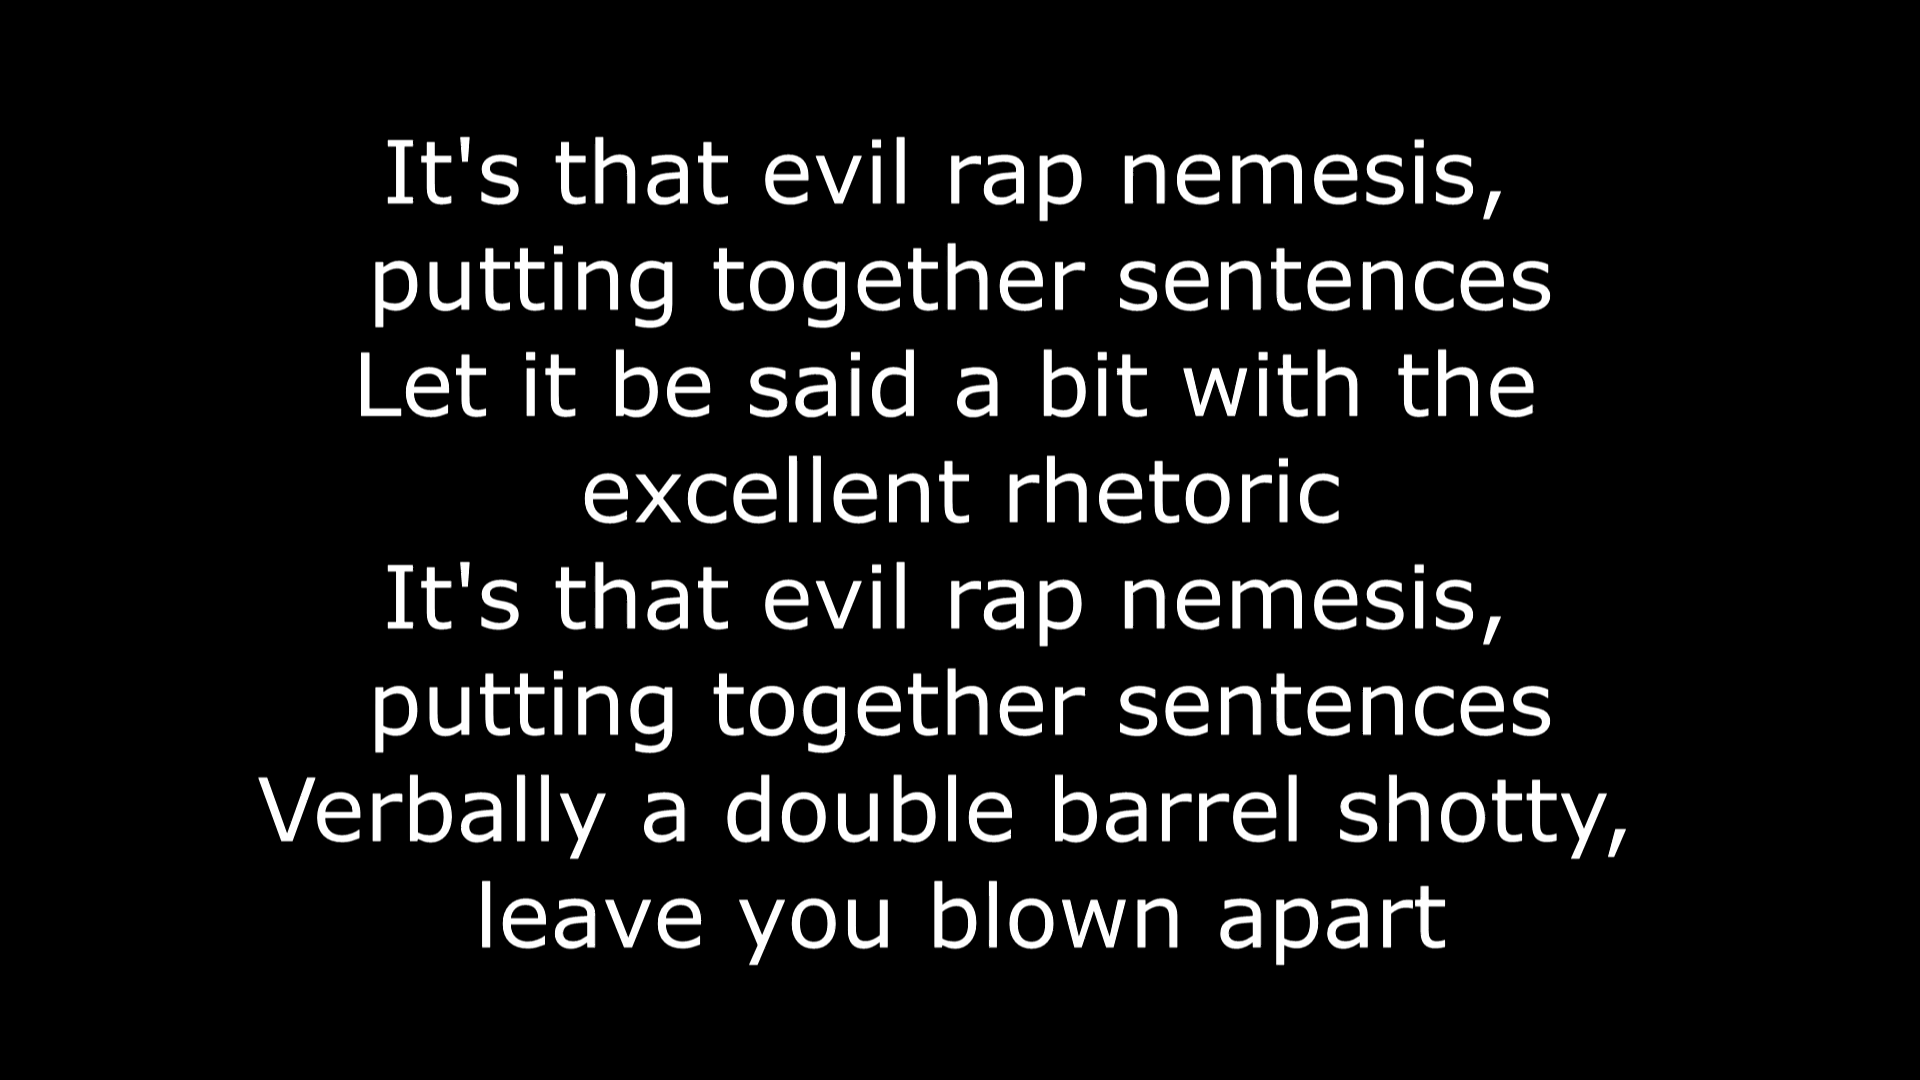 It's that evil rap nemesis,
putting together sentences
Let it be said a bit with the
excellent rhetoric
It's that evil rap nemesis,
putting together sentences
Verbally a double barrel shotty,
leave you blown apart